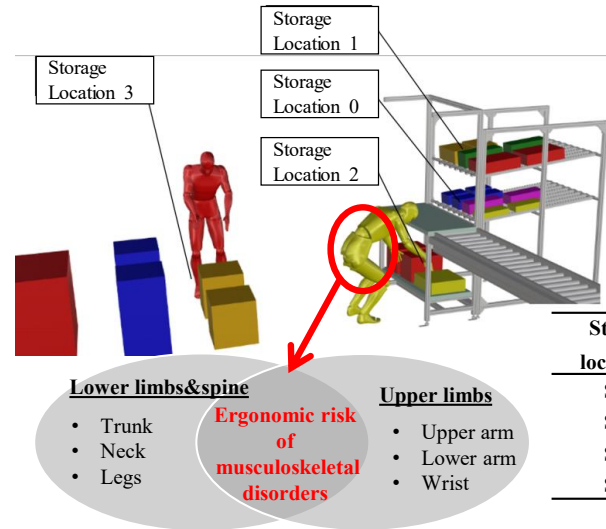 Storage
Location 1
Storage
Location 3
Storage
Location 0
Storage
Location 2
Lower limbs&spine
• Trunk
• Neck
• Legs
Ergonomic risk
of
musculoskeletal
disorders
Upper limbs
• Upper arm
• Lower arm
• Wrist